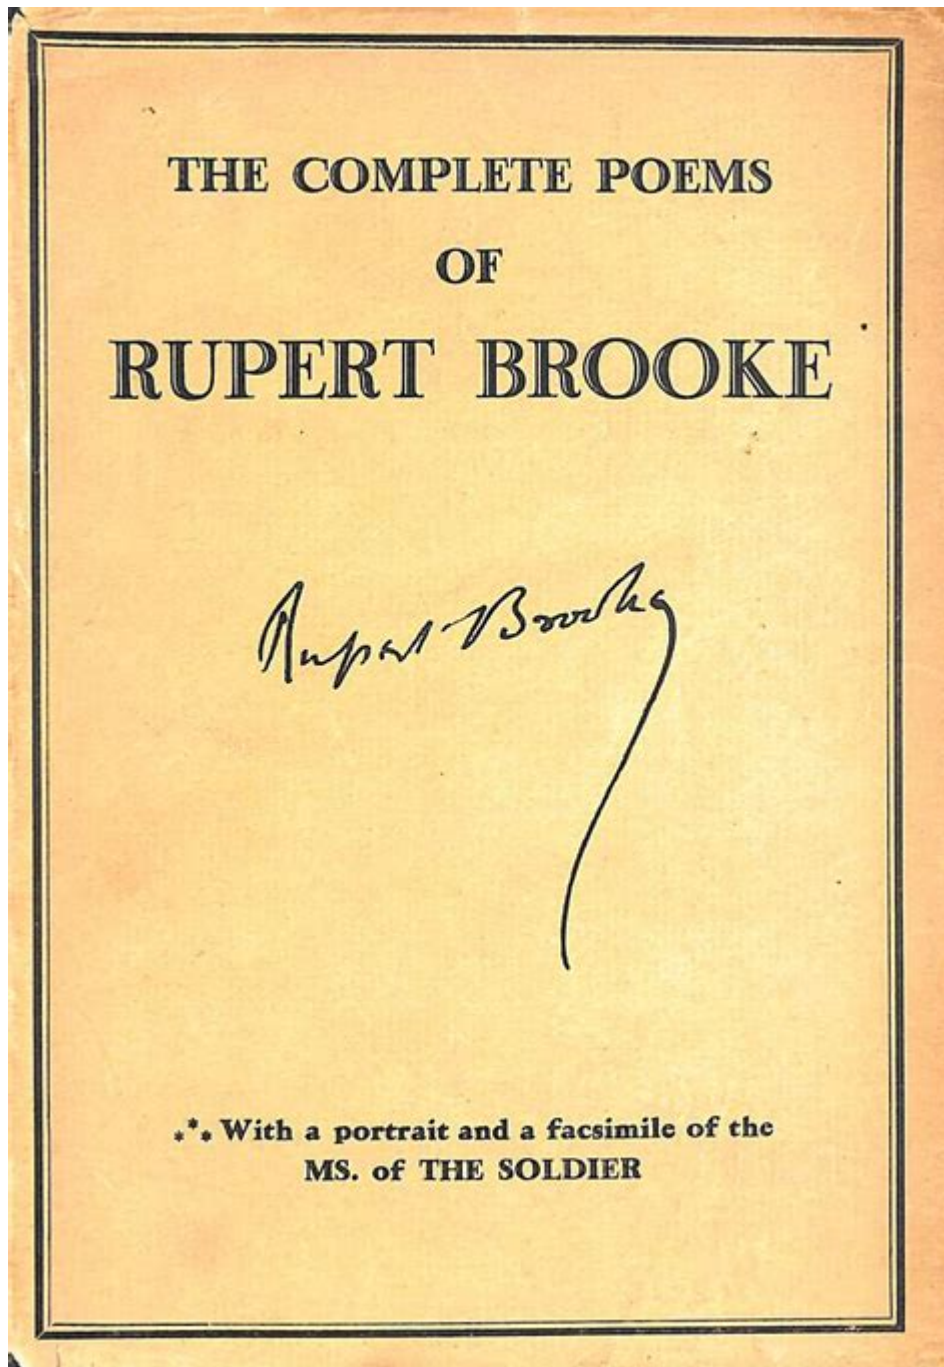 THE COMPLETE POEMS
OF
RUPERT BROOKE
Rupert Brooke
⁂ With a portrait and a facsimile of the
MS. of THE SOLDIER